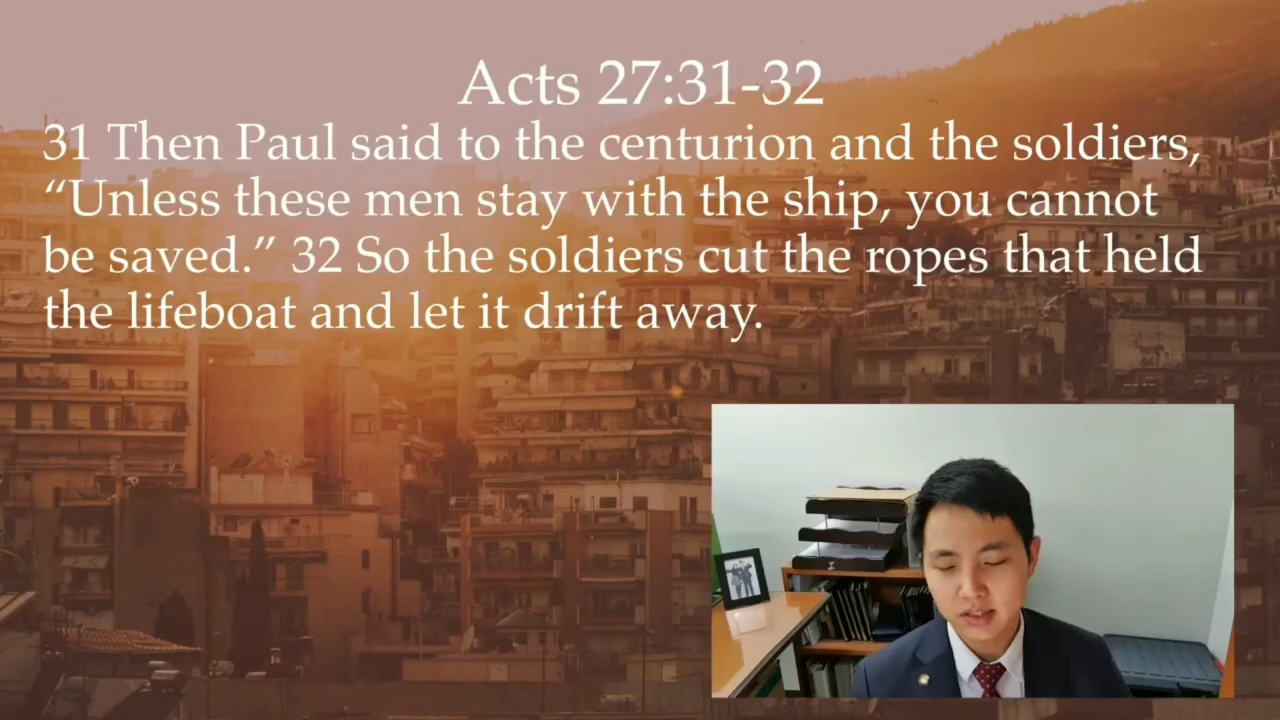 Acts 27:31-32
31 Then Paul said to the centurion and the soldiers,
“Unless these men stay with the ship, you cannot
be saved.” 32 So the soldiers cut the ropes that held
the lifeboat and let it drift away.